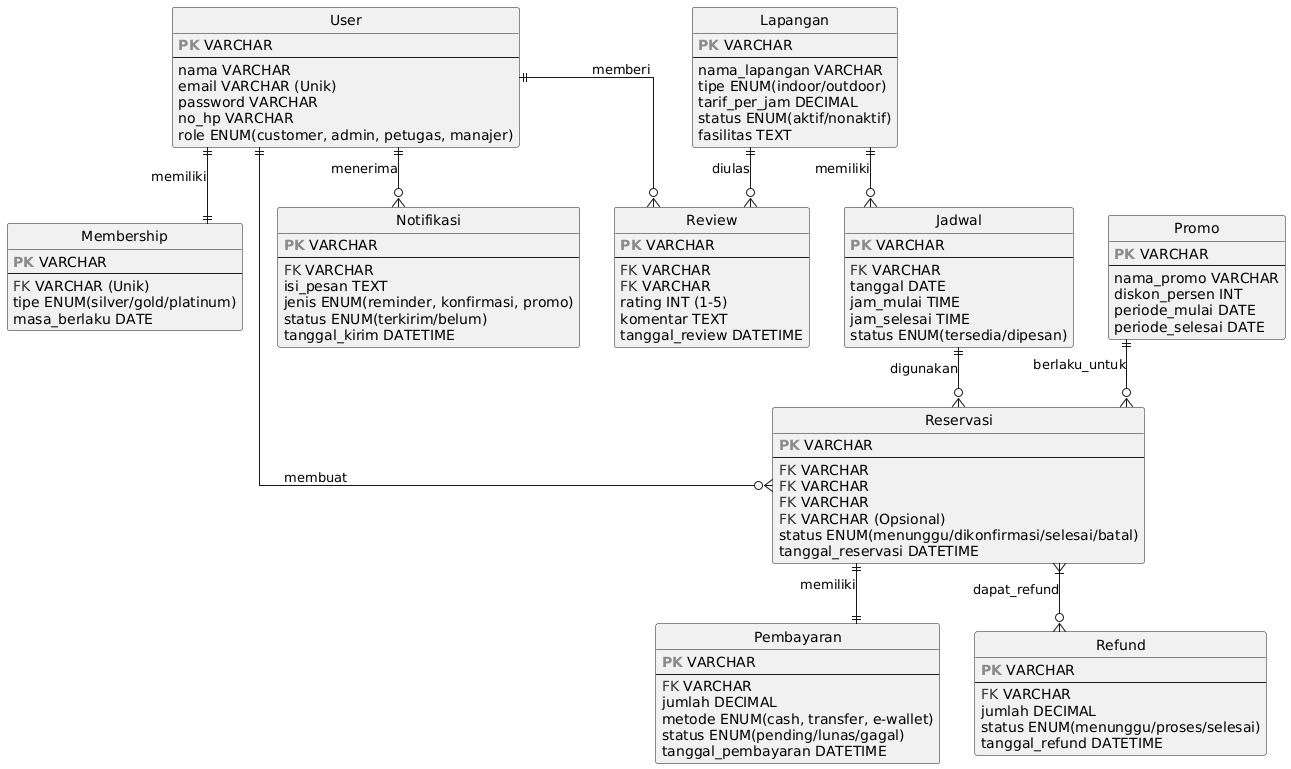 User
PK VARCHAR
nama VARCHAR
email VARCHAR (Unik)
password VARCHAR
no_hp VARCHAR
role ENUM(customer, admin, petugas, manajer)
Lapangan
PK VARCHAR
nama_lapangan VARCHAR
tipe ENUM(indoor/outdoor)
tarif_per_jam DECIMAL
status ENUM(aktif/nonaktif)
fasilitas TEXT
memberi
memiliki
menerima
diulas
memiliki
Membership
PK VARCHAR
FK VARCHAR (Unik)
tipe ENUM(silver/gold/platinum)
masa_berlaku DATE
Notifikasi
PK VARCHAR
FK VARCHAR
isi_pesan TEXT
jenis ENUM(reminder, konfirmasi, promo)
status ENUM(terkirim/belum)
tanggal_kirim DATETIME
Review
PK VARCHAR
FK VARCHAR
FK VARCHAR
rating INT (1-5)
komentar TEXT
tanggal_review DATETIME
Jadwal
PK VARCHAR
FK VARCHAR
tanggal DATE
jam_mulai TIME
jam_selesai TIME
status ENUM(tersedia/dipesan)
Promo
PK VARCHAR
nama_promo VARCHAR
diskon_persen INT
periode_mulai DATE
periode_selesai DATE
digunakan
berlaku_untuk
membuat
Reservasi
PK VARCHAR
FK VARCHAR
FK VARCHAR
FK VARCHAR
FK VARCHAR (Opsional)
status ENUM(menunggu/dikonfirmasi/selesai/batal)
tanggal_reservasi DATETIME
memiliki
dapat_refund
Pembayaran
PK VARCHAR
FK VARCHAR
jumlah DECIMAL
metode ENUM(cash, transfer, e-wallet)
status ENUM(pending/lunas/gagal)
tanggal_pembayaran DATETIME
Refund
PK VARCHAR
FK VARCHAR
jumlah DECIMAL
status ENUM(menunggu/proses/selesai)
tanggal_refund DATETIME